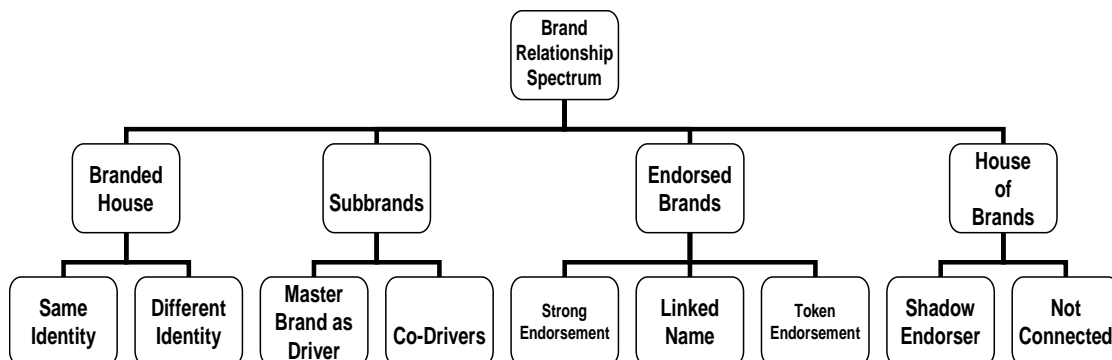 Brand
Relationship
Spectrum
Branded
House
Subbrands
Endorsed
Brands
House
of
Brands
Same
Identity
Different
Identity
Master
Brand as
Driver
Co-Drivers
Strong
Endorsement
Linked
Name
Token
Endorsement
Shadow
Endorser
Not
Connected